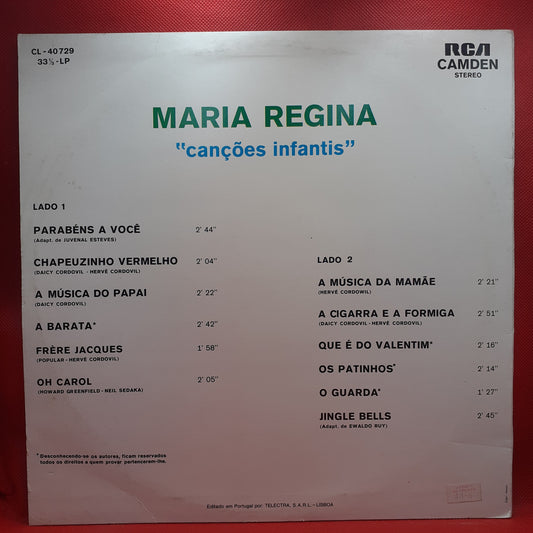 CL-40729
33⅓-LP
RCA
CAMDEN
STEREO
MARIA REGINA
"canções infantis"
LADO 1
PARABÉNS A VOCÊ 2' 44"
(Adapt. de JUVENAL ESTEVES)
CHAPEUZINHO VERMELHO 2' 04"
(DAICY CORDOVIL - HERVÉ CORDOVIL)
A MÚSICA DO PAPAI 2' 22"
(DAICY CORDOVIL)
A BARATA* 2' 42"
FRÈRE JACQUES 1' 58"
(POPULAR - HERVÉ CORDOVIL)
OH CAROL 2' 05"
(HOWARD GREENFIELD - NEIL SEDAKA)
LADO 2
A MÚSICA DA MAMÃE 2' 21"
(HERVÉ CORDOWIL)
A CIGARRA E A FORMIGA 2' 51"
(DAICY CORDOVIL - HERVÉ CORDOVIL)
QUE É DO VALENTIM* 2' 16"
OS PATINHOS* 2' 14"
O GUARDA* 1' 27"
JINGLE BELLS 2' 45"
(Adapt. de EWALDO RUY)
* Desconhecendo-se os autores, ficam reservados
todos os direitos a quem provar pertencerem-lhe.
Editado em Portugal por: TELECTRA, S.A.R.L. - LISBOA